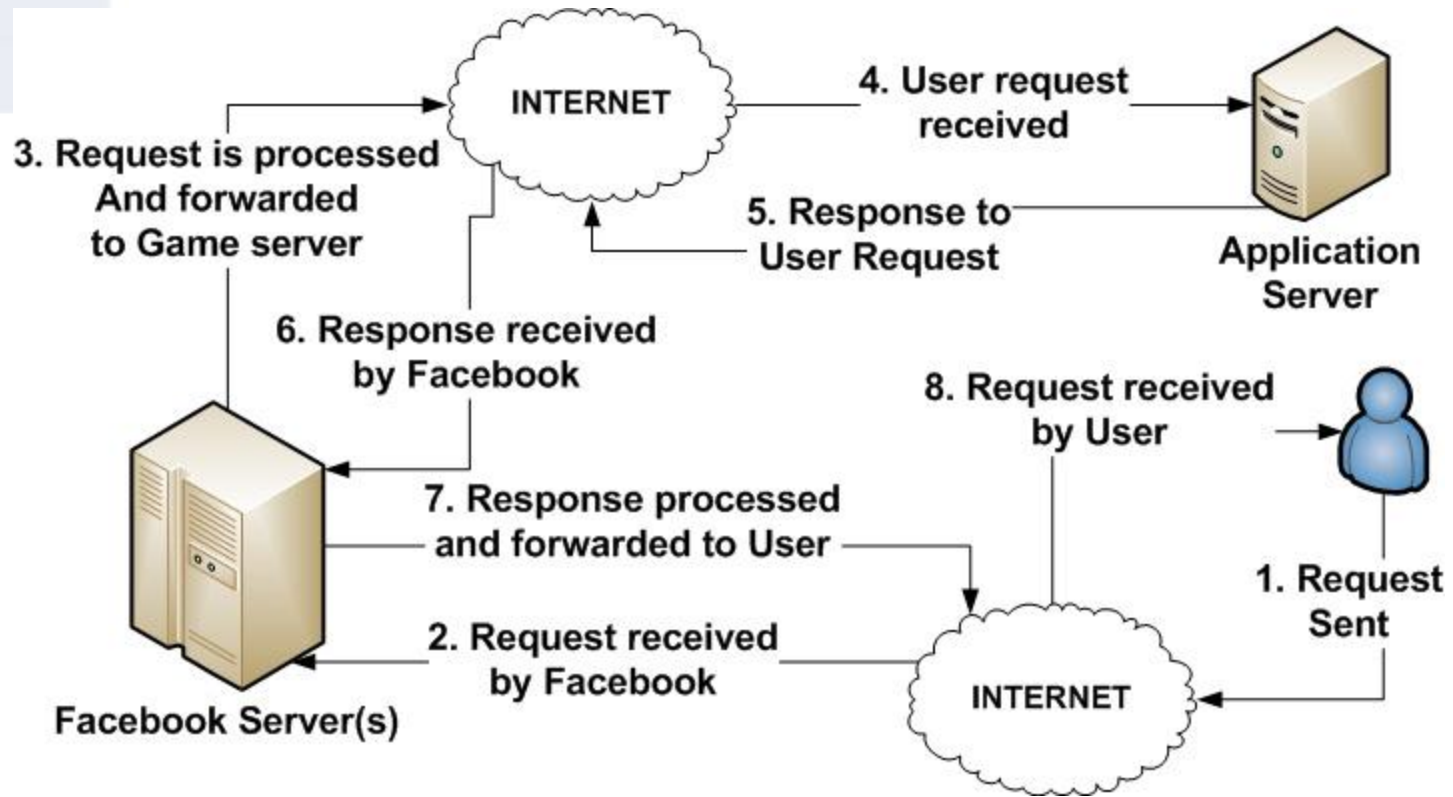 INTERNET
4. User request
received
3. Request is processed
And forwarded
to Game server
5. Response to
User Request
Application
Server
6. Response received
by Facebook
8. Request received
by User
7. Response processed
and forwarded to User
1. Request
Sent
2. Request received
by Facebook
INTERNET
Facebook Server(s)